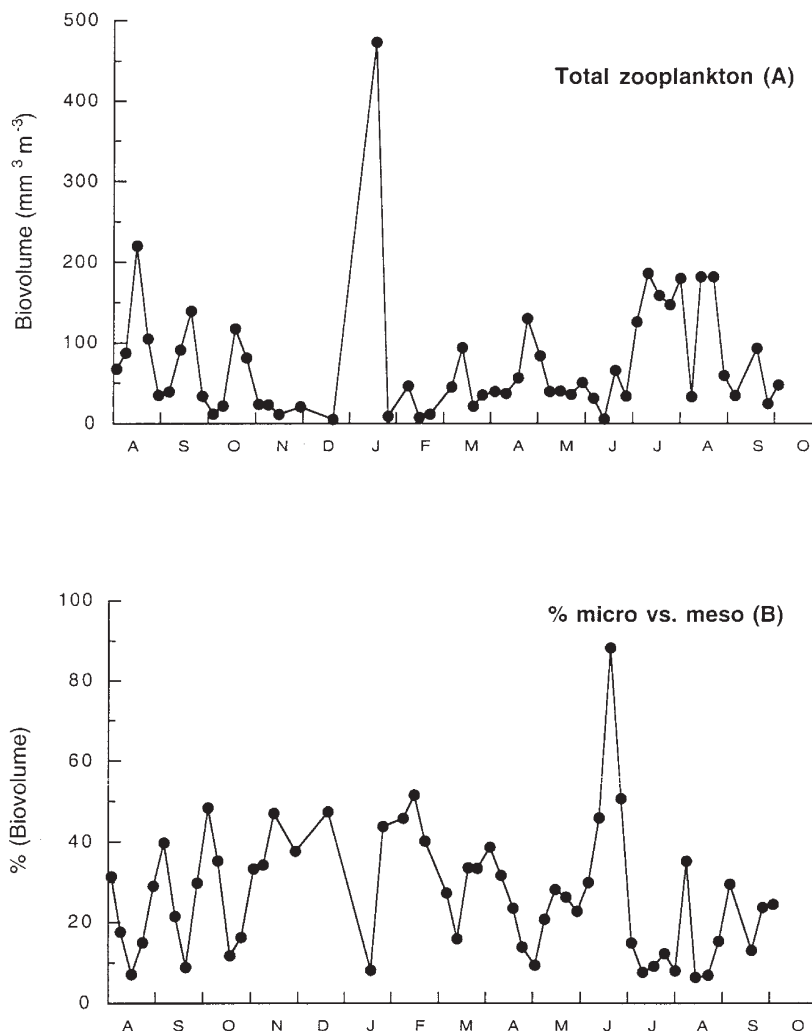 500
Total zooplankton (A)
400
300
200
100
0
Biovolume (mm³ m⁻³)
A S O N D J F M A M J J A S O
100
% micro vs. meso (B)
80
60
40
20
0
% (Biovolume)
A S O N D J F M A M J J A S O